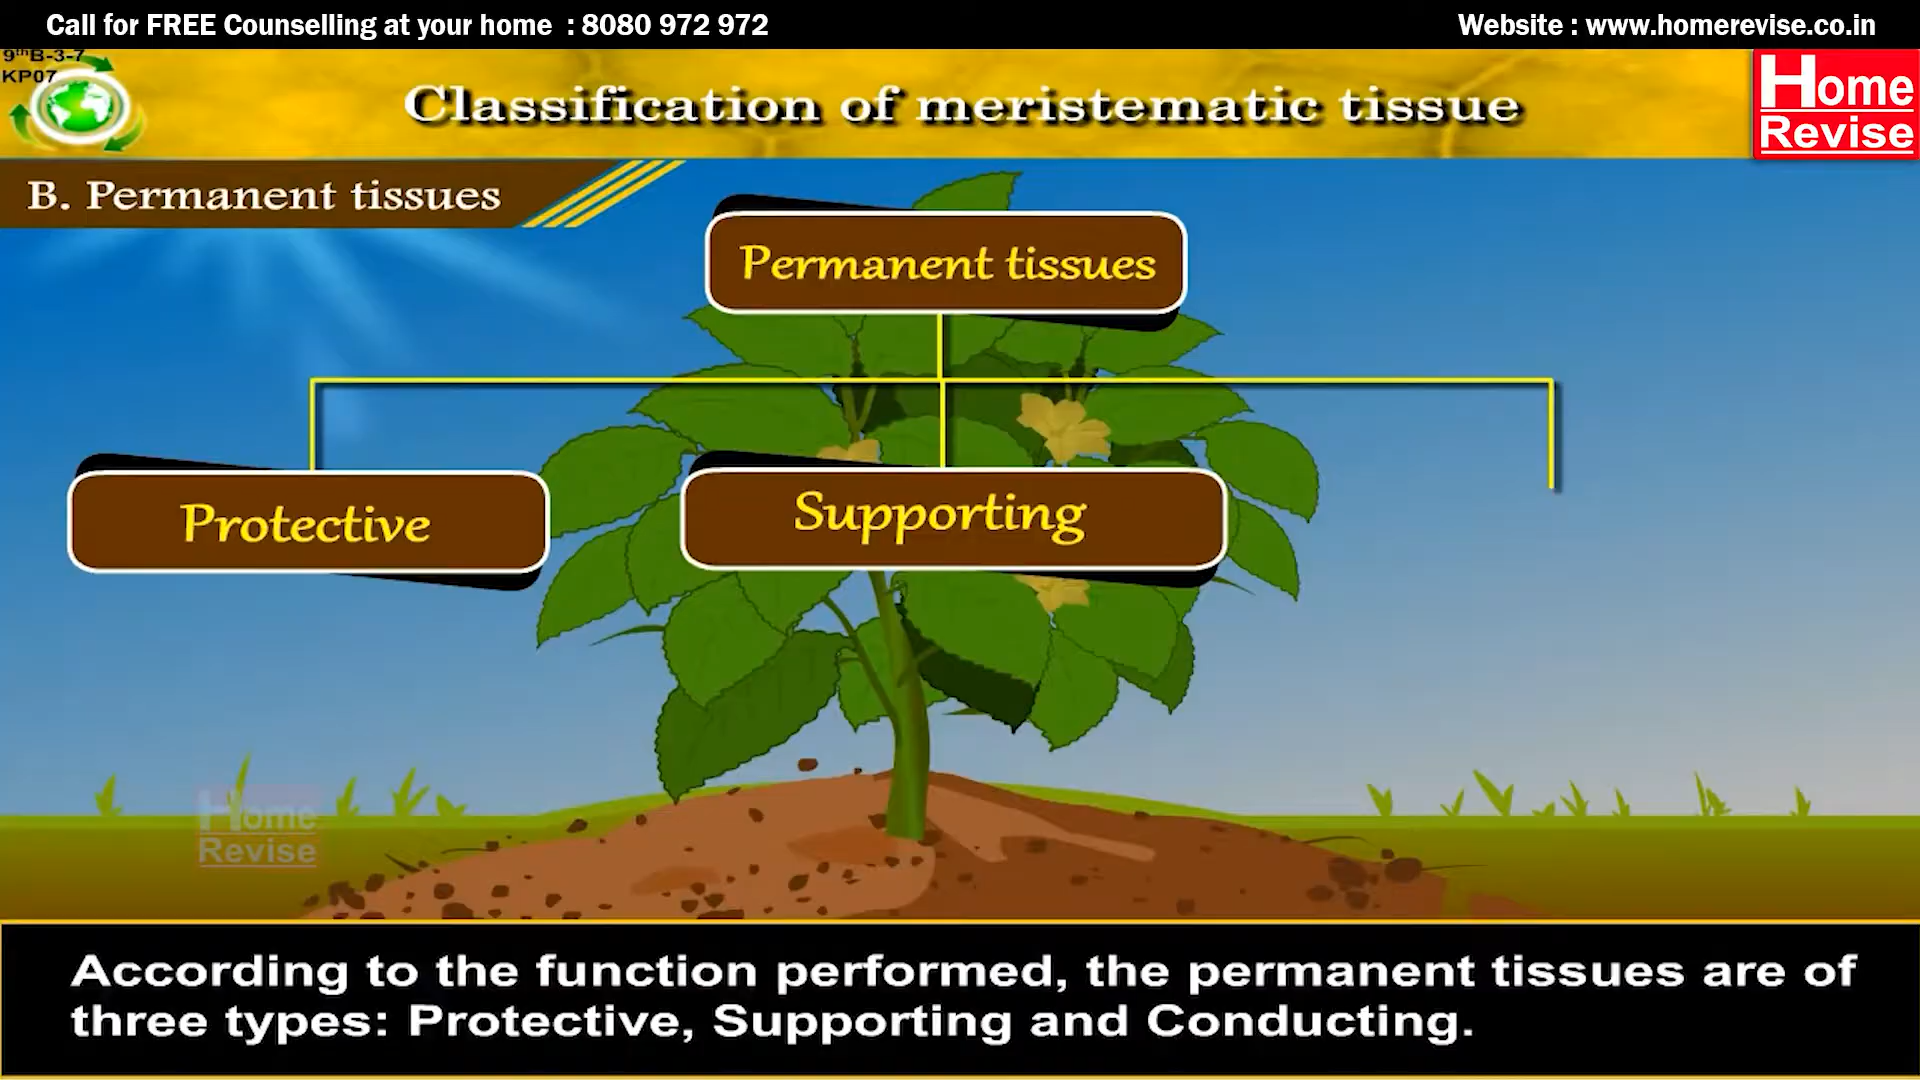 Call for FREE Counselling at your home : 8080 972 972
Website : www.homerevise.co.in
9thB-3-7
KP07
Classification of meristematic tissue
Home
Revise
B. Permanent tissues
Permanent tissues
Protective
Supporting
Home
Revise
According to the function performed, the permanent tissues are of
three types: Protective, Supporting and Conducting.